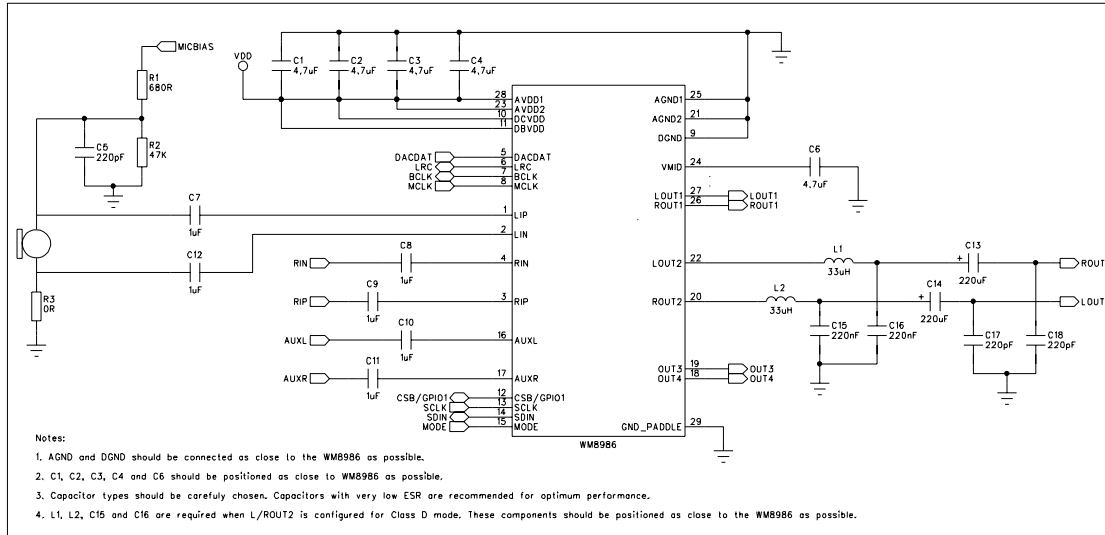 MICBIAS
R1
680R
R2
47K
C5
220pF
VDD
C1
4,7uF
C2
4,7uF
C3
4,7uF
C4
4,7uF
28 AVDD1
23 AVDD2
10 DCVDD
11 DBVDD
AGND1 25
AGND2 21
DGND 9
VMID 24
C6
4,7uF
DACDAT 5 DACDAT
LRC 6 LRC
BCLK 7 BCLK
MCLK 8 MCLK
LOUT1 27 LOUT1
ROUT1 26 ROUT1
C7
1uF
1 LIP
2 LIN
C12
1uF
R3
0R
RIN
C8
1uF
4 RIN
RIP
C9
1uF
3 RIP
AUXL
C10
1uF
16 AUXL
AUXR
C11
1uF
17 AUXR
LOUT2 22
L1
33uH
+ C13
220uF
ROUT
ROUT2 20
L2
33uH
+ C14
220uF
LOUT
C15
220nF
C16
220nF
C17
220pF
C18
220pF
OUT3 19 OUT3
OUT4 18 OUT4
CSB/GPIO1 12 CSB/GPIO1
SCLK 13 SCLK
SDIN 14 SDIN
MODE 15 MODE
GND_PADDLE 29
WM8986
Notes:
1. AGND and DGND should be connected as close to the WM8986 as possible.
2. C1, C2, C3, C4 and C6 should be positioned as close to WM8986 as possible.
3. Capacitor types should be carefuly chosen. Capacitors with very low ESR are recommended for optimum performance.
4. L1, L2, C15 and C16 are required when L/ROUT2 is configured for Class D mode. These components should be positioned as close to the WM8986 as possible.